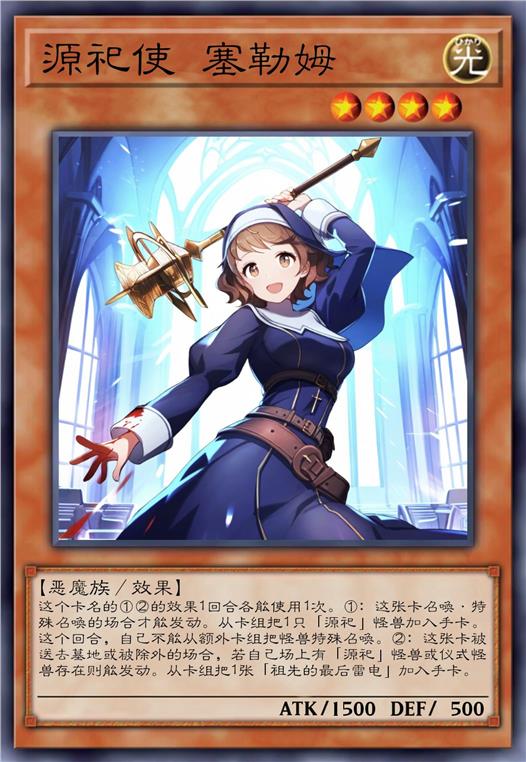 源祀使 塞勒姆
ひかり
光
【恶魔族／效果】
这个卡名的①②的效果1回合各能使用1次。①：这张卡召唤·特
殊召唤的场合才能发动。从卡组把1只「源祀」怪兽加入手卡。
这个回合，自己不能从额外卡组把怪兽特殊召唤。②：这张卡被
送去墓地或被除外的场合，若自己场上有「源祀」怪兽或仪式怪
兽存在则能发动。从卡组把1张「祖先的最后雷电」加入手卡。
ATK/1500 DEF/ 500